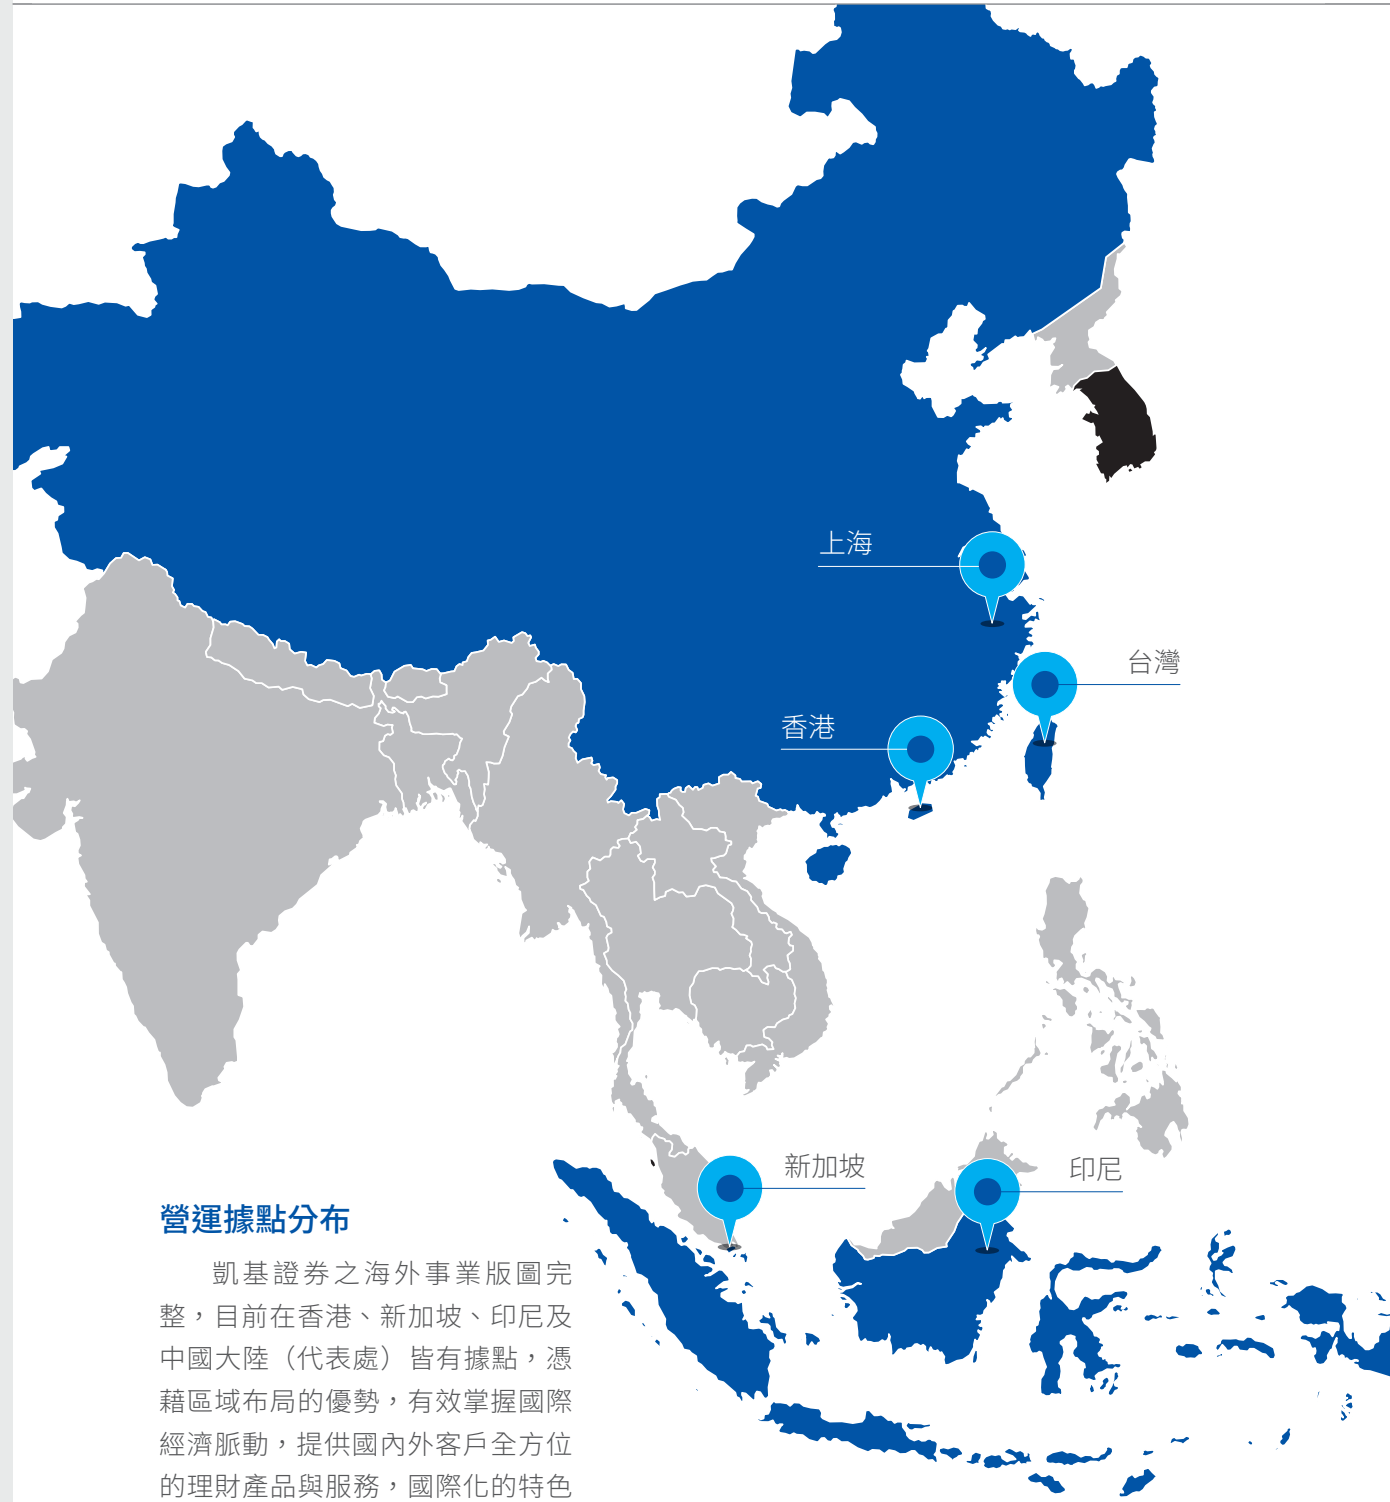 上海
台灣
香港
新加坡
印尼
營運據點分布
凱基證券之海外事業版圖完
整，目前在香港、新加坡、印尼及
中國大陸（代表處）皆有據點，憑
藉區域布局的優勢，有效掌握國際
經濟脈動，提供國內外客戶全方位
的理財產品與服務，國際化的特色